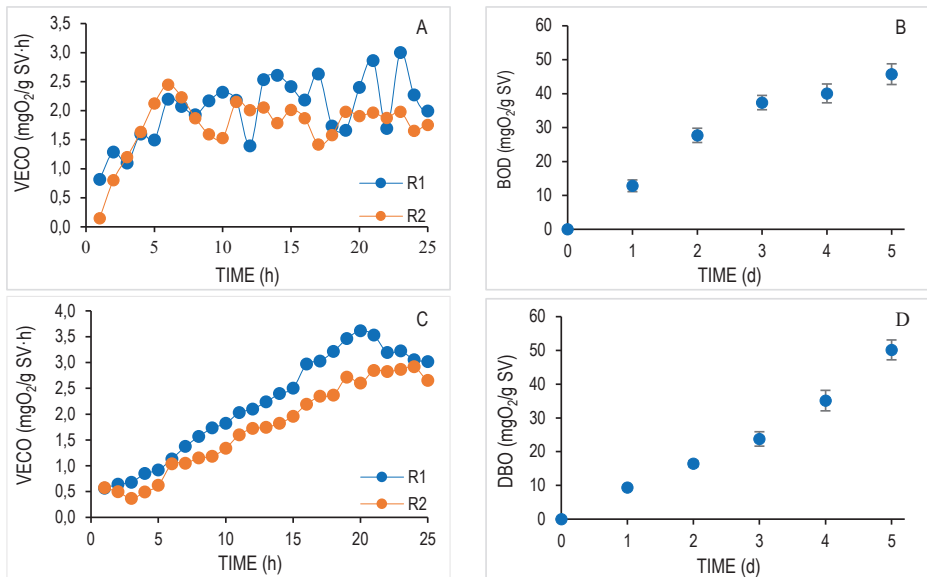 A
VECO (mgO₂/g SV·h)
3,5
3,0
2,5
2,0
1,5
1,0
0,5
0,0
0 5 10 15 20 25
TIME (h)
R1
R2
B
BOD (mgO₂/g SV)
60
50
40
30
20
10
0
0 1 2 3 4 5
TIME (d)
C
VECO (mgO₂/g SV·h)
4,0
3,5
3,0
2,5
2,0
1,5
1,0
0,5
0,0
0 5 10 15 20 25
TIME (h)
R1
R2
D
DBO (mgO₂/g SV)
60
50
40
30
20
10
0
0 1 2 3 4 5
TIME (d)